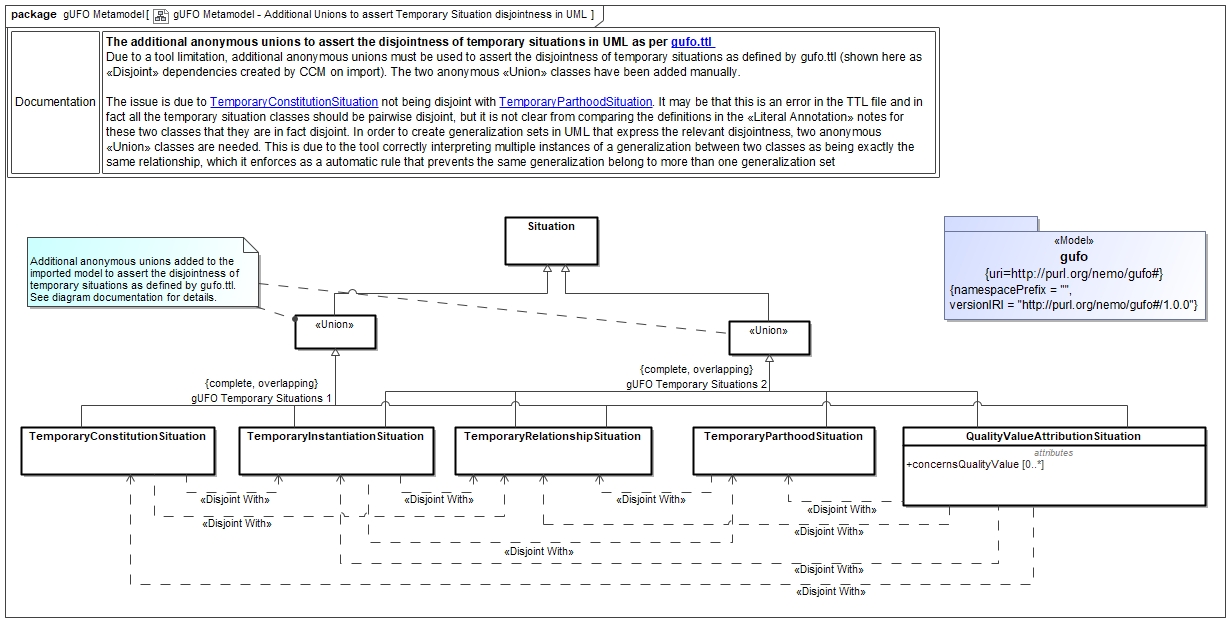 package gUFO Metamodel[ gUFO Metamodel - Additional Unions to assert Temporary Situation disjointness in UML ]
Documentation
The additional anonymous unions to assert the disjointness of temporary situations in UML as per gufo.ttl
Due to a tool limitation, additional anonymous unions must be used to assert the disjointness of temporary situations as defined by gufo.ttl (shown here as
«Disjoint» dependencies created by CCM on import). The two anonymous «Union» classes have been added manually.
The issue is due to TemporaryConstitutionSituation not being disjoint with TemporaryParthoodSituation. It may be that this is an error in the TTL file and in
fact all the temporary situation classes should be pairwise disjoint, but it is not clear from comparing the definitions in the «Literal Annotation» notes for
these two classes that they are in fact disjoint. In order to create generalization sets in UML that express the relevant disjointness, two anonymous
«Union» classes are needed. This is due to the tool correctly interpreting multiple instances of a generalization between two classes as being exactly the
same relationship, which it enforces as a automatic rule that prevents the same generalization belong to more than one generalization set
Situation
Additional anonymous unions added to the
imported model to assert the disjointness of
temporary situations as defined by gufo.ttl.
See diagram documentation for details.
«Model»
gufo
{uri=http://purl.org/nemo/gufo#}
{namespacePrefix = "",
versionIRI = "http://purl.org/nemo/gufo#/1.0.0"}
«Union»
«Union»
{complete, overlapping}
gUFO Temporary Situations 1
{complete, overlapping}
gUFO Temporary Situations 2
TemporaryConstitutionSituation
TemporaryInstantiationSituation
TemporaryRelationshipSituation
TemporaryParthoodSituation
QualityValueAttributionSituation
attributes
+concernsQualityValue [0..*]
«Disjoint With»
«Disjoint With»
«Disjoint With»
«Disjoint With»
«Disjoint With»
«Disjoint With»
«Disjoint With»
«Disjoint With»
«Disjoint With»